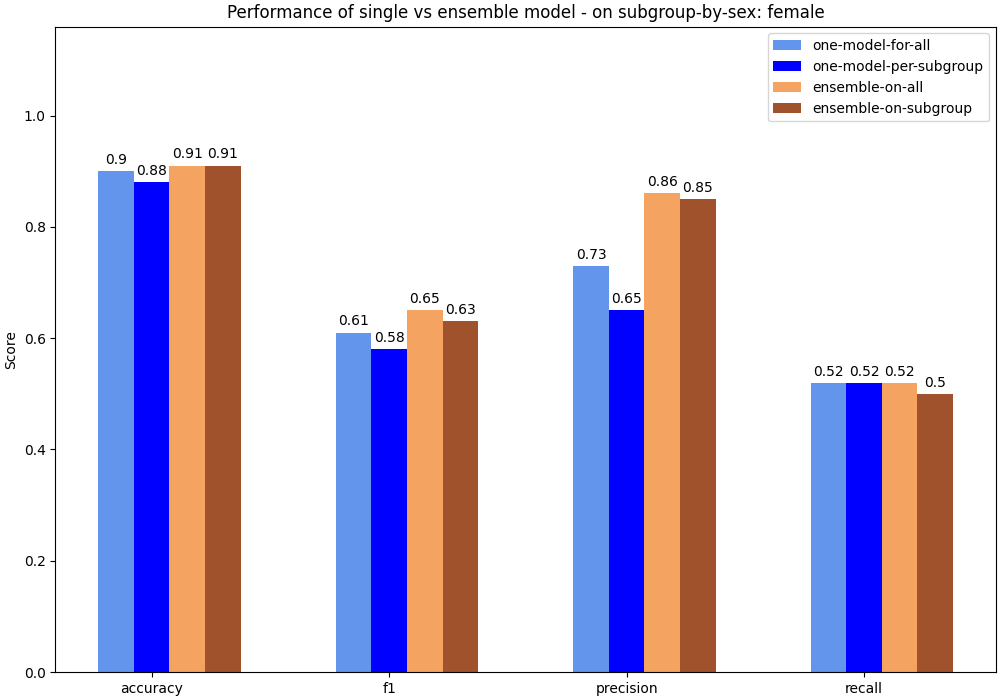 Performance of single vs ensemble model - on subgroup-by-sex: female
one-model-for-all
one-model-per-subgroup
ensemble-on-all
ensemble-on-subgroup
Score
1.0
0.8
0.6
0.4
0.2
0.0
0.9
0.88
0.91
0.91
0.61
0.58
0.65
0.63
0.73
0.65
0.86
0.85
0.52
0.52
0.52
0.5
accuracy
f1
precision
recall